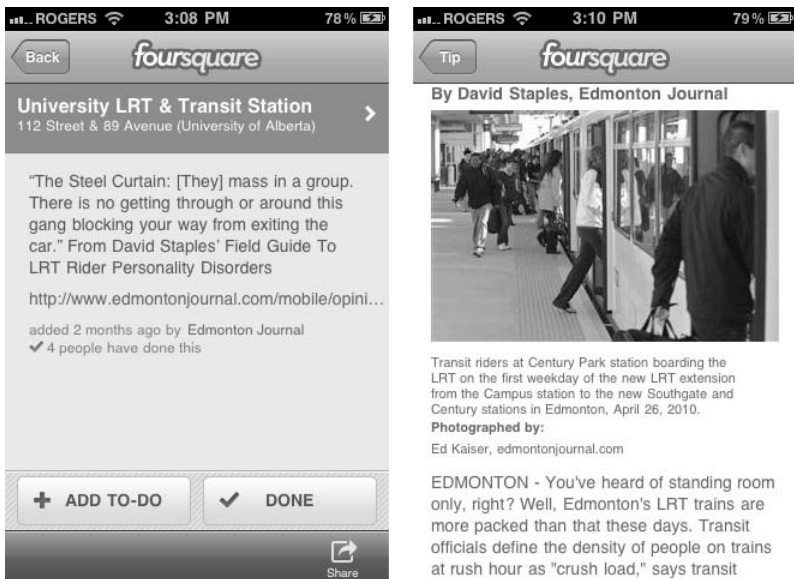 ROGERS 3:08 PM 78%
Back foursquare
University LRT & Transit Station
112 Street & 89 Avenue (University of Alberta)
“The Steel Curtain: [They] mass in a group.
There is no getting through or around this
gang blocking your way from exiting the
car.” From David Staples’ Field Guide To
LRT Rider Personality Disorders
http://www.edmontonjournal.com/mobile/opini...
added 2 months ago by Edmonton Journal
4 people have done this
ADD TO-DO DONE
Share
ROGERS 3:10 PM 79%
Tip foursquare
By David Staples, Edmonton Journal
Transit riders at Century Park station boarding the
LRT on the first weekday of the new LRT extension
from the Campus station to the new Southgate and
Century stations in Edmonton, April 26, 2010.
Photographed by:
Ed Kaiser, edmontonjournal.com
EDMONTON - You've heard of standing room
only, right? Well, Edmonton's LRT trains are
more packed than that these days. Transit
officials define the density of people on trains
at rush hour as "crush load," says transit